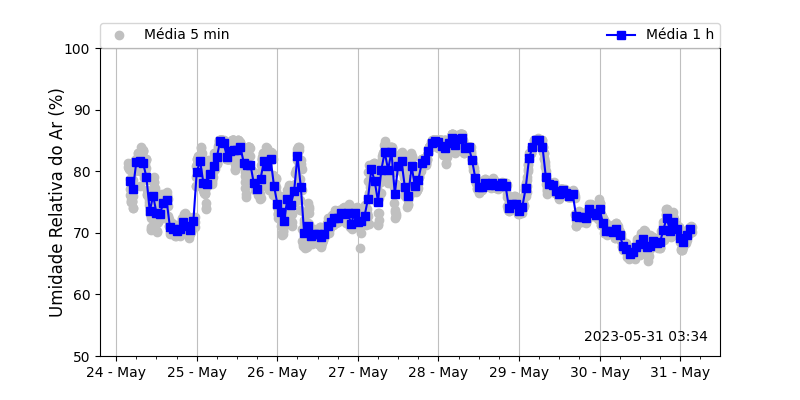 Média 5 min
Média 1 h
100
90
80
70
60
50
Umidade Relativa do Ar (%)
2023-05-31 03:34
24 - May
25 - May
26 - May
27 - May
28 - May
29 - May
30 - May
31 - May